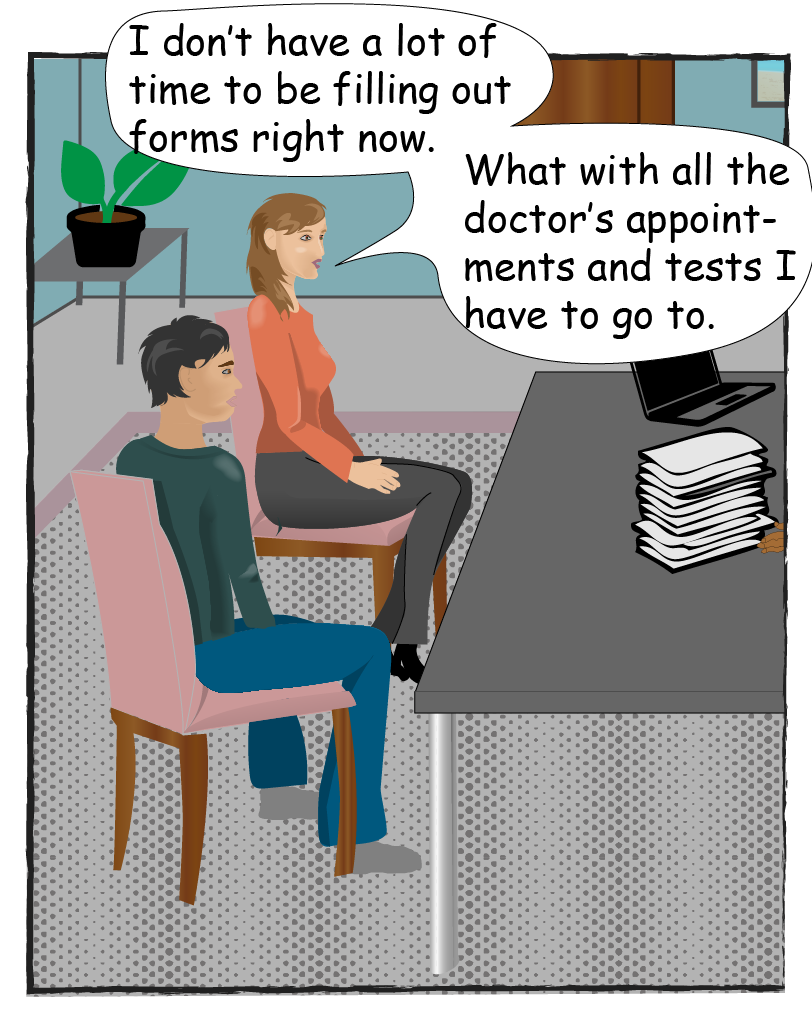 I don't have a lot of
time to be filling out
forms right now.
What with all the
doctor's appoint-
ments and tests I
have to go to.